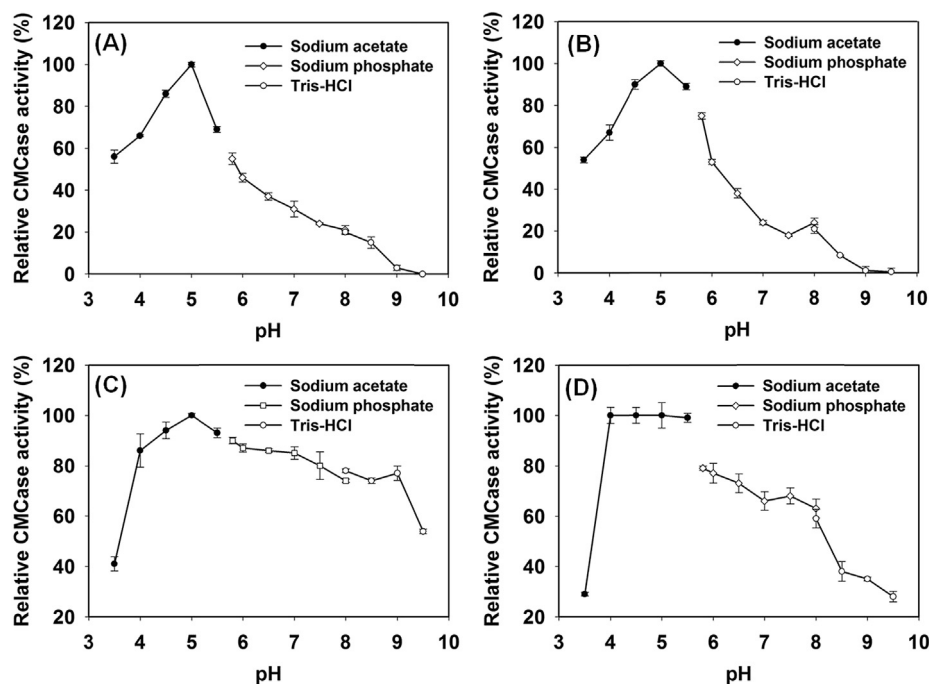 (A)
Sodium acetate
Sodium phosphate
Tris-HCl
Relative CMCase activity (%)
120
100
80
60
40
20
0
3 4 5 6 7 8 9 10
pH
(B)
Sodium acetate
Sodium phosphate
Tris-HCl
Relative CMCase activity (%)
120
100
80
60
40
20
0
3 4 5 6 7 8 9 10
pH
(C)
Sodium acetate
Sodium phosphate
Tris-HCl
Relative CMCase activity (%)
120
100
80
60
40
20
3 4 5 6 7 8 9 10
pH
(D)
Sodium acetate
Sodium phosphate
Tris-HCl
Relative CMCase activity (%)
120
100
80
60
40
20
3 4 5 6 7 8 9 10
pH